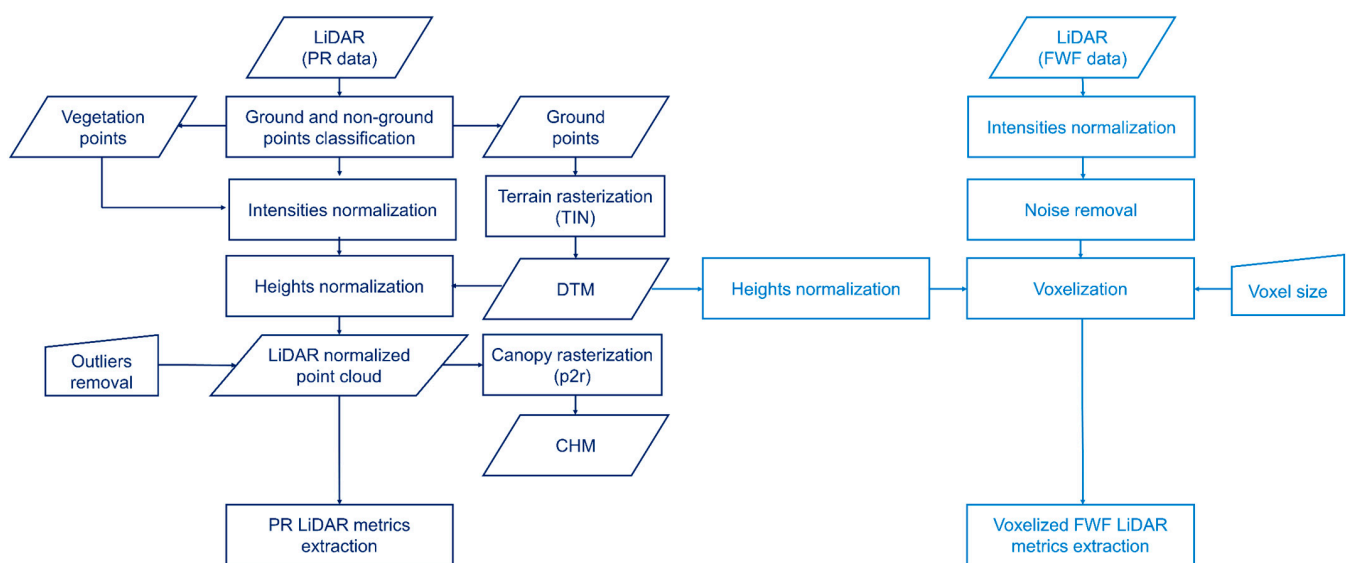 LiDAR
(PR data)
LiDAR
(FWF data)
Vegetation
points
Ground and non-ground
points classification
Ground
points
Intensities normalization
Intensities normalization
Terrain rasterization
(TIN)
Noise removal
Heights normalization
DTM
Heights normalization
Voxelization
Voxel size
Outliers
removal
LiDAR normalized
point cloud
Canopy rasterization
(p2r)
CHM
PR LiDAR metrics
extraction
Voxelized FWF LiDAR
metrics extraction